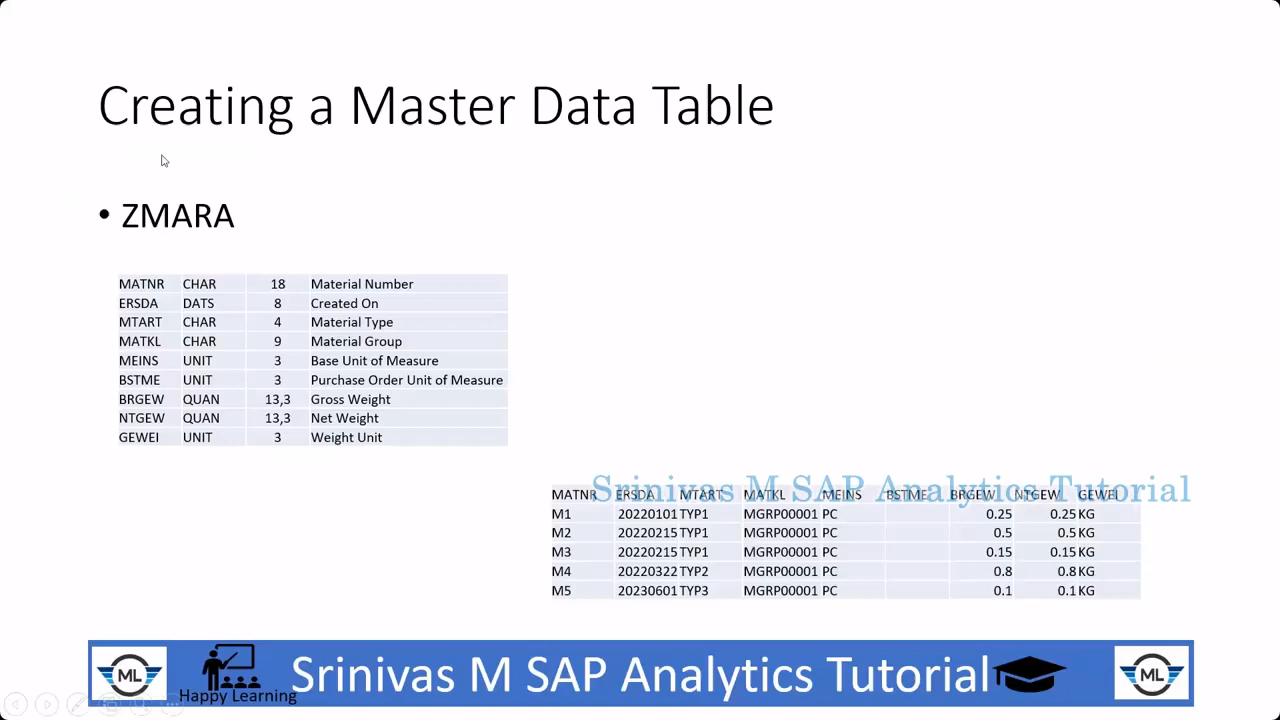 Creating a Master Data Table
• ZMARA
MATNR CHAR 18 Material Number
ERSDA DATS 8 Created On
MTART CHAR 4 Material Type
MATKL CHAR 9 Material Group
MEINS UNIT 3 Base Unit of Measure
BSTME UNIT 3 Purchase Order Unit of Measure
BRGEW QUAN 13,3 Gross Weight
NTGEW QUAN 13,3 Net Weight
GEWEI UNIT 3 Weight Unit
Srinivas M SAP Analytics Tutorial
MATNR ERSDA MTART MATKL MEINS BSTME BRGEW NTGEW GEWEI
M1 20220101 TYP1 MGRP00001 PC 0.25 0.25 KG
M2 20220215 TYP1 MGRP00001 PC 0.5 0.5 KG
M3 20220215 TYP1 MGRP00001 PC 0.15 0.15 KG
M4 20220322 TYP2 MGRP00001 PC 0.8 0.8 KG
M5 20230601 TYP3 MGRP00001 PC 0.1 0.1 KG
ML Srinivas M SAP Analytics Tutorial ML
Happy Learning